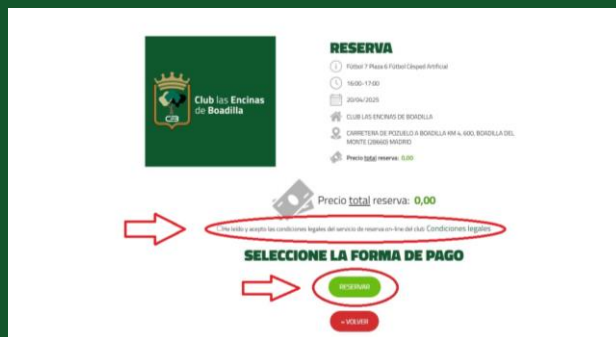 Club las Encinas
de Boadilla
CEB
RESERVA
Fútbol 7 Plaza 6 Fútbol Césped Artificial
16:00-17:00
20/04/2025
CLUB LAS ENCINAS DE BOADILLA
CARRETERA DE POZUELO A BOADILLA KM 4, 600, BOADILLA DEL
MONTE (28660) MADRID
Precio total reserva: 0,00
Precio total reserva: 0,00
He leído y acepto las condiciones legales del servicio de reserva on-line del club Condiciones legales
SELECCIONE LA FORMA DE PAGO
RESERVAR
« VOLVER